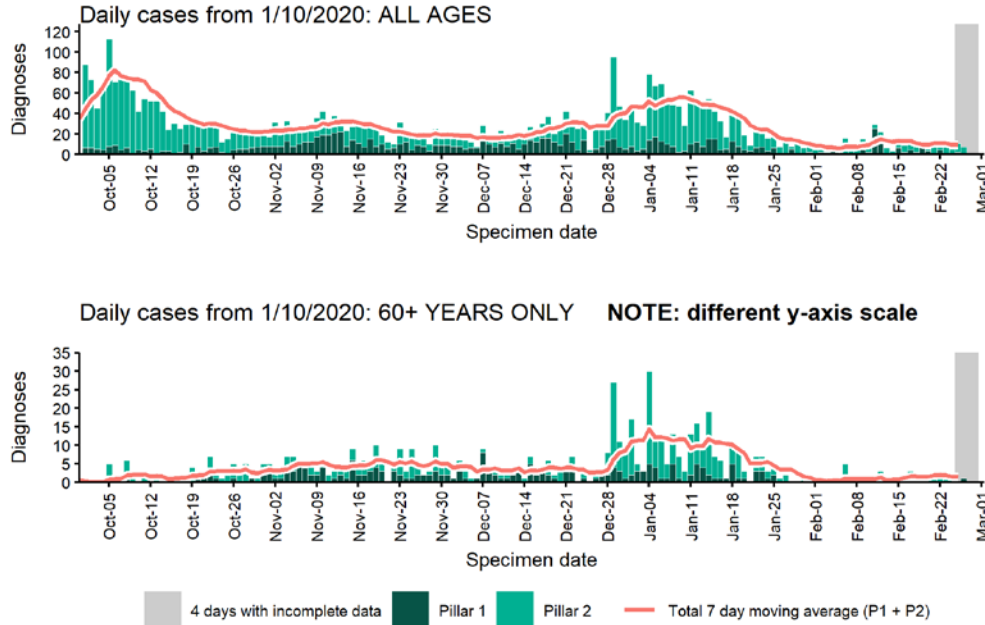 Daily cases from 1/10/2020: ALL AGES
Diagnoses
120
100
80
60
40
20
0
Oct-05
Oct-12
Oct-19
Oct-26
Nov-02
Nov-09
Nov-16
Nov-23
Nov-30
Dec-07
Dec-14
Dec-21
Dec-28
Jan-04
Jan-11
Jan-18
Jan-25
Feb-01
Feb-08
Feb-15
Feb-22
Mar-01
Specimen date
Daily cases from 1/10/2020: 60+ YEARS ONLY NOTE: different y-axis scale
Diagnoses
35
30
25
20
15
10
5
0
Oct-05
Oct-12
Oct-19
Oct-26
Nov-02
Nov-09
Nov-16
Nov-23
Nov-30
Dec-07
Dec-14
Dec-21
Dec-28
Jan-04
Jan-11
Jan-18
Jan-25
Feb-01
Feb-08
Feb-15
Feb-22
Mar-01
Specimen date
4 days with incomplete data Pillar 1 Pillar 2 Total 7 day moving average (P1 + P2)